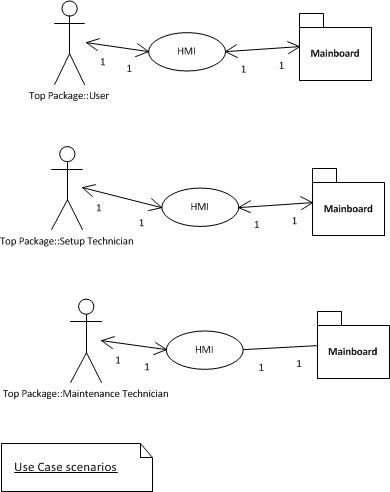 HMI
Mainboard
1
1
1
1
Top Package::User
HMI
Mainboard
1
1
1
1
Top Package::Setup Technician
HMI
Mainboard
1
1
1
1
Top Package::Maintenance Technician
Use Case scenarios